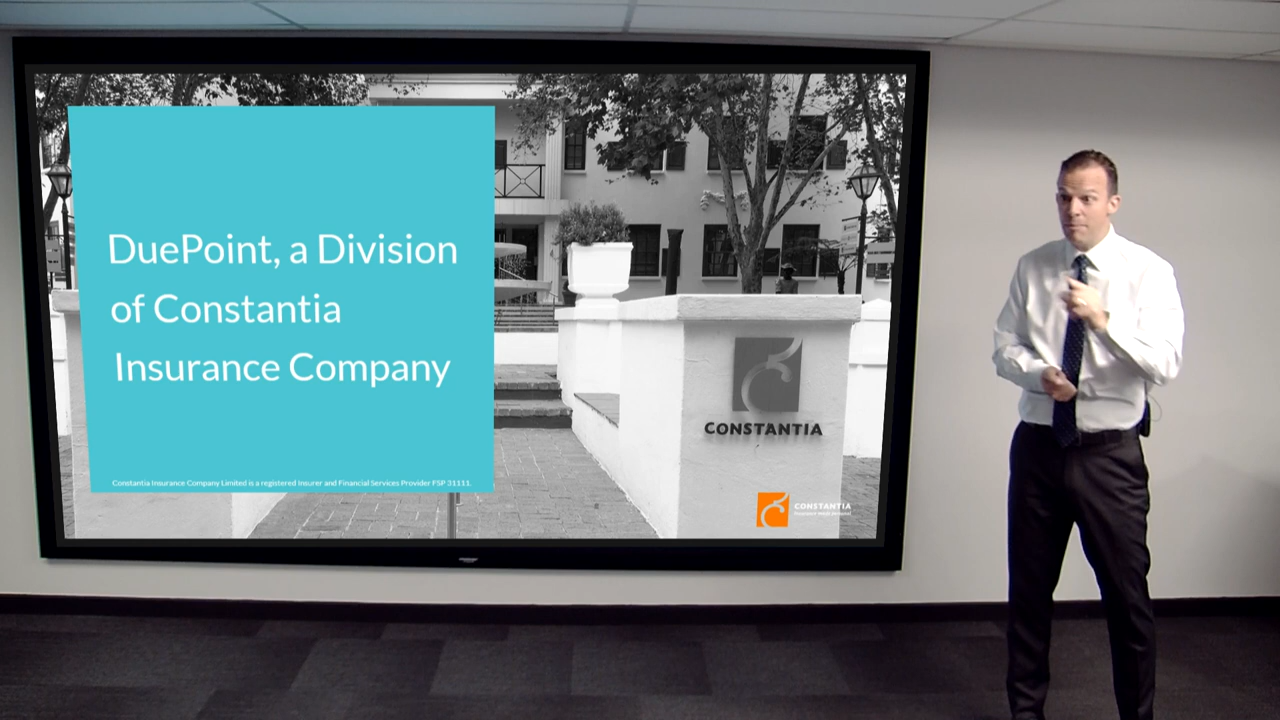 DuePoint, a Division
of Constantia
Insurance Company
Constantia Insurance Company Limited is a registered Insurer and Financial Services Provider FSP 31111.
CONSTANTIA
CONSTANTIA